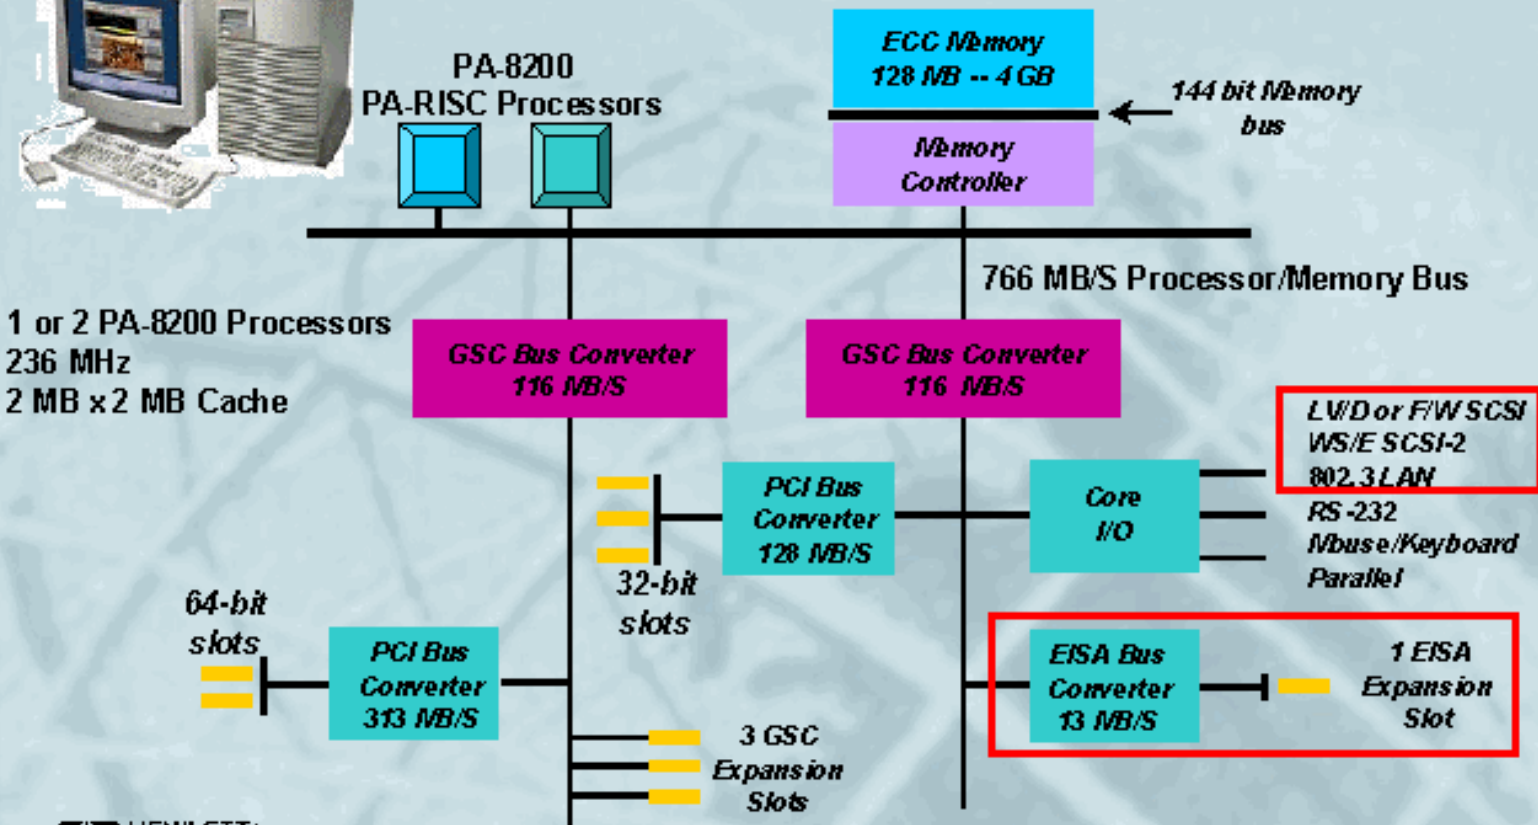 PA-8200
PA-RISC Processors
ECC Memory
128 MB -- 4 GB
144 bit Memory
bus
Memory
Controller
766 MB/S Processor/Memory Bus
1 or 2 PA-8200 Processors
236 MHz
2 MB x 2 MB Cache
GSC Bus Converter
116 MB/S
GSC Bus Converter
116 MB/S
LV/D or F/W SCSI
WS/E SCSI-2
802.3 LAN
RS-232
Mouse/Keyboard
Parallel
PCI Bus
Converter
128 MB/S
Core
I/O
32-bit
slots
64-bit
slots
PCI Bus
Converter
313 MB/S
EISA Bus
Converter
13 MB/S
1 EISA
Expansion
Slot
3 GSC
Expansion
Slots